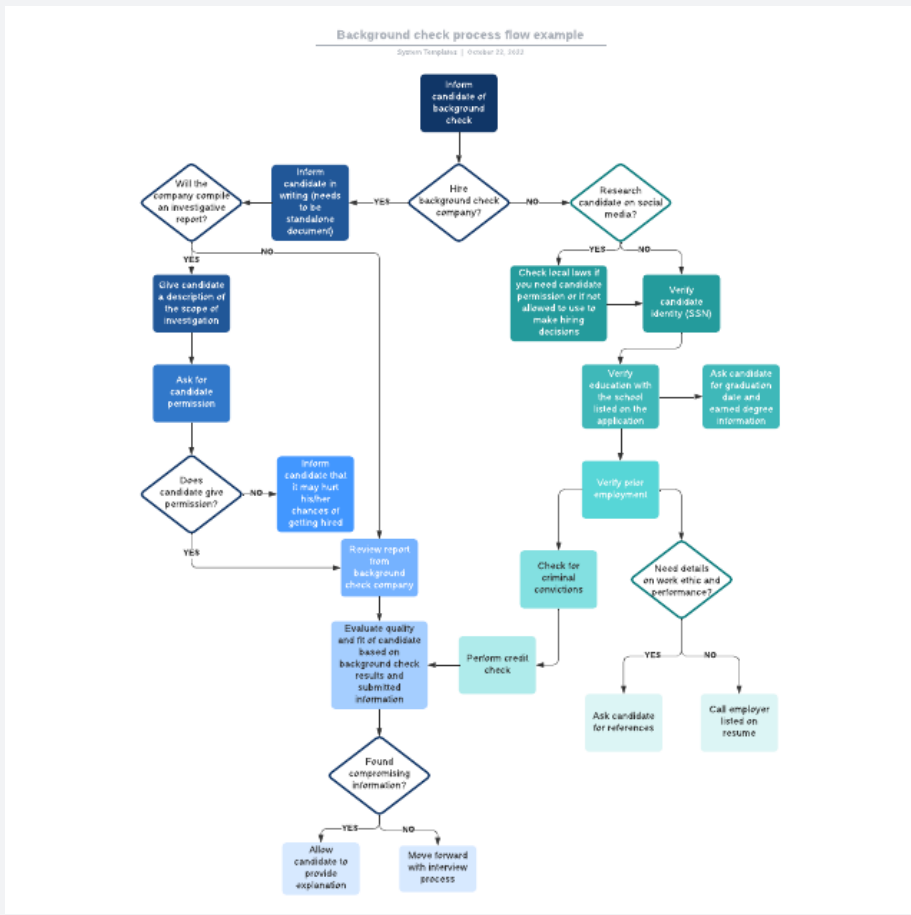 Background check process flow example
System Templates | October 22, 2022
Inform
candidate of
background
check
Hire
background check
company?
YES
NO
Inform
candidate in
writing (needs
to be
standalone
document)
Will the
company compile
an investigative
report?
Research
candidate on social
media?
YES
NO
YES
NO
Give candidate
a description of
the scope of
investigation
Check local laws if
you need candidate
permission or if not
allowed to use to
make hiring
decisions
Verify
candidate
identity (SSN)
Ask for
candidate
permission
Verify
education with
the school
listed on the
application
Ask candidate
for graduation
date and
earned degree
information
Does
candidate give
permission?
NO
YES
Inform
candidate that
it may hurt
his/her
chances of
getting hired
Verify prior
employment
Review report
from
background
check company
Check for
criminal
convictions
Need details
on work ethic and
performance?
Evaluate quality
and fit of candidate
based on
background check
results and
submitted
information
Perform credit
check
YES
NO
Ask candidate
for references
Call employer
listed on
resume
Found
compromising
information?
YES
NO
Allow
candidate to
provide
explanation
Move forward
with interview
process